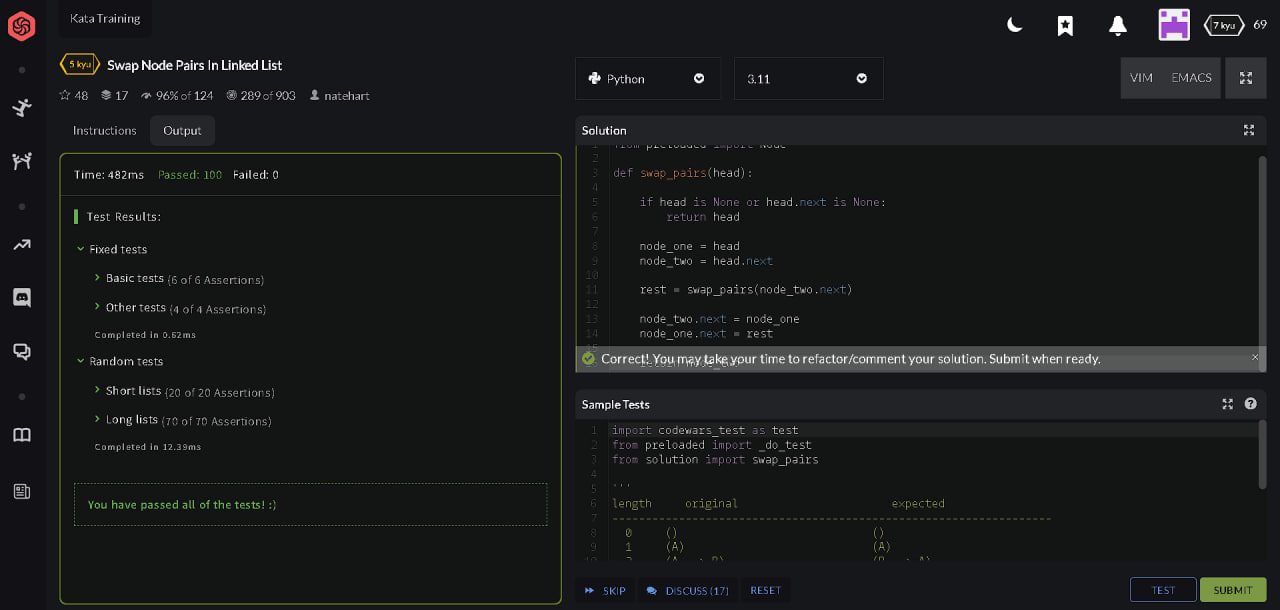 Kata Training
7 kyu 69
5 kyu Swap Node Pairs In Linked List
48 17 96% of 124 289 of 903 natehart
Instructions Output
Time: 482ms Passed: 100 Failed: 0
Test Results:
Fixed tests
Basic tests (6 of 6 Assertions)
Other tests (4 of 4 Assertions)
Completed in 0.62ms
Random tests
Short lists (20 of 20 Assertions)
Long lists (70 of 70 Assertions)
Completed in 12.39ms
You have passed all of the tests! :)
Python 3.11 VIM EMACS
Solution
1 from preloaded import Node
2
3 def swap_pairs(head):
4
5 if head is None or head.next is None:
6 return head
7
8 node_one = head
9 node_two = head.next
10
11 rest = swap_pairs(node_two.next)
12
13 node_two.next = node_one
14 node_one.next = rest
15
Correct! You may take your time to refactor/comment your solution. Submit when ready.
Sample Tests
1 import codewars_test as test
2 from preloaded import _do_test
3 from solution import swap_pairs
4
5 '''
6 length original expected
7 ------------------------------------------------------------------
8 0 () ()
9 1 (A) (A)
SKIP DISCUSS (17) RESET TEST SUBMIT